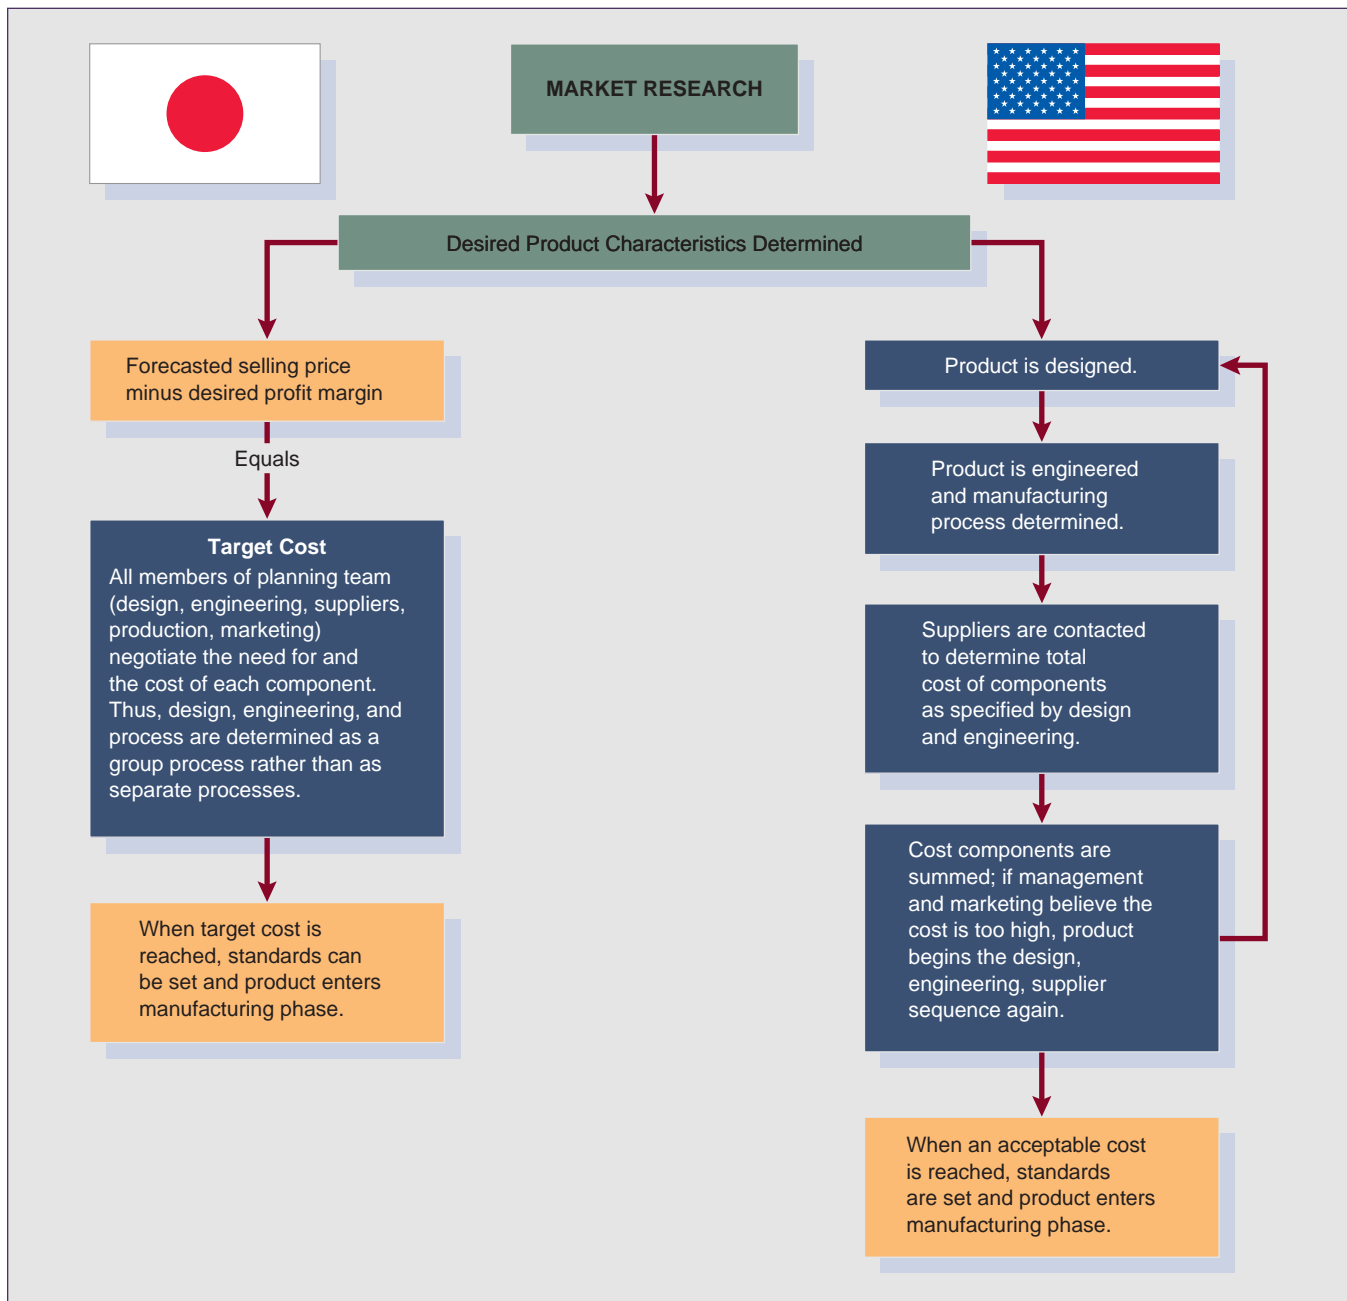 MARKET RESEARCH
Desired Product Characteristics Determined
Forecasted selling price
minus desired profit margin
Equals
Target Cost
All members of planning team
(design, engineering, suppliers,
production, marketing)
negotiate the need for and
the cost of each component.
Thus, design, engineering, and
process are determined as a
group process rather than as
separate processes.
When target cost is
reached, standards can
be set and product enters
manufacturing phase.
Product is designed.
Product is engineered
and manufacturing
process determined.
Suppliers are contacted
to determine total
cost of components
as specified by design
and engineering.
Cost components are
summed; if management
and marketing believe the
cost is too high, product
begins the design,
engineering, supplier
sequence again.
When an acceptable cost
is reached, standards
are set and product enters
manufacturing phase.